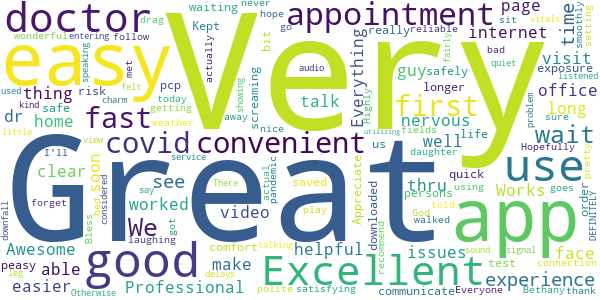 doctor
Very
appointment
page
easy
Great
app
use
good
Excellent
covid
convenient
fast
first
wait
We
experience
internet
time
visit
office
long
thing
home
dr
clear
see
video
worked
Awesome
able
easier
make
helpful
Professional
talk
guy
nervous
well
thru
Works
issues
face
Everything
screaming
soon
waiting
Kept
drag
never
hope
go
bit
really
reliable
sit
vitals
setting
smoothly
bad
quiet
fairly
audio
longer
safely
exposure
listened
problem
wonderful
entering
follow
speaking
met
felt
actually
away
showing
nice
Highly
used
kind
charm
weather
safe
risk
pcp
today
getting
little
view
I'll
forget
considered
service
There
actual
pandemic
saved
Appreciate
downloaded
fields
us
daughter
life
utilizing
quick
using
goes
Hopefully
pretty
order
persons
told
God
walked
test
sure
DEFINITELY
connection
communicate
Everyone
Bethany
thank
sound
signal
recommend
play
comfort
satisfying
polite
talking
delays
laughing
say
got
Bless
bed
downfall
peasy
leg
Otherwise